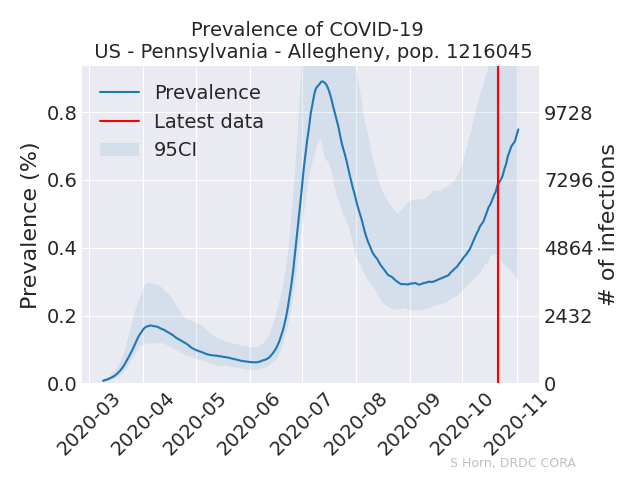 Prevalence of COVID-19
US - Pennsylvania - Allegheny, pop. 1216045
Prevalence
Latest data
95CI
Prevalence (%)
0.8
0.6
0.4
0.2
0.0
9728
7296
4864
2432
0
# of infections
2020-03
2020-04
2020-05
2020-06
2020-07
2020-08
2020-09
2020-10
2020-11
S Horn, DRDC CORA